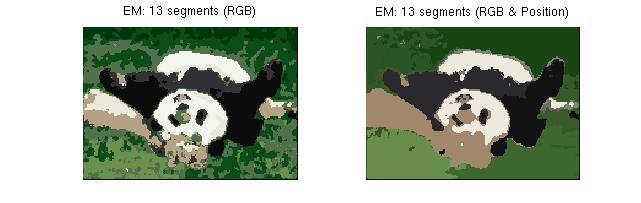 EM: 13 segments (RGB)
EM: 13 segments (RGB & Position)